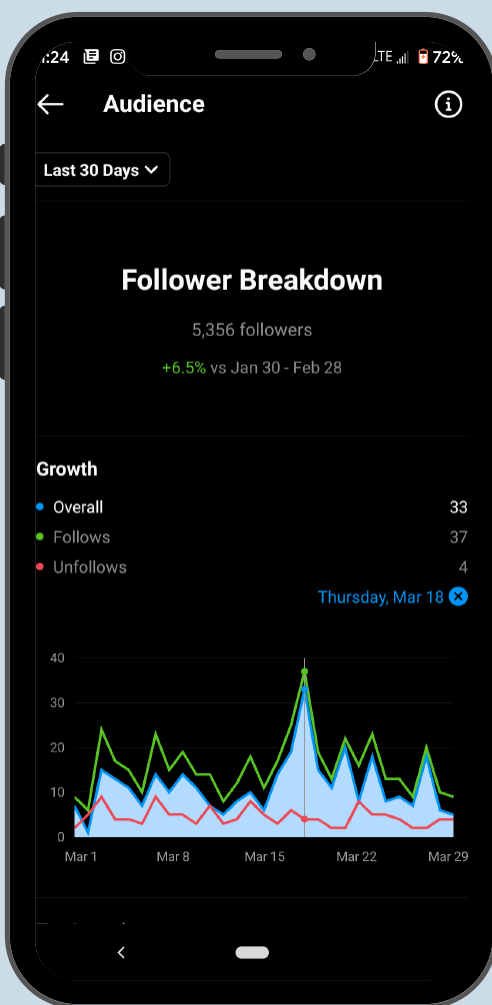 :24 LTE 72%
Audience
Last 30 Days
Follower Breakdown
5,356 followers
+6.5% vs Jan 30 - Feb 28
Growth
Overall 33
Follows 37
Unfollows 4
Thursday, Mar 18
40
30
20
10
0
Mar 1 Mar 8 Mar 15 Mar 22 Mar 29